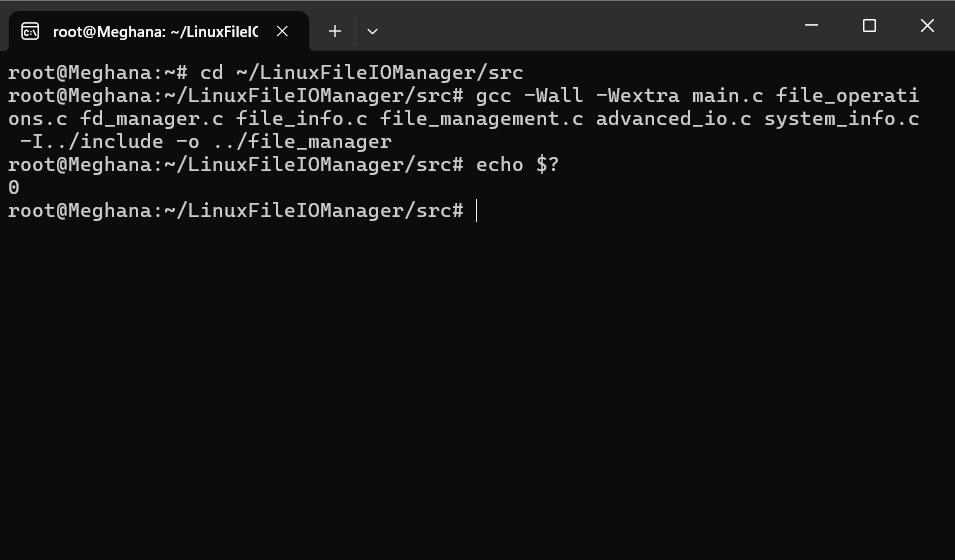 root@Meghana: ~/LinuxFileIC
root@Meghana:~# cd ~/LinuxFileIOManager/src
root@Meghana:~/LinuxFileIOManager/src# gcc -Wall -Wextra main.c file_operati
ons.c fd_manager.c file_info.c file_management.c advanced_io.c system_info.c
 -I../include -o ../file_manager
root@Meghana:~/LinuxFileIOManager/src# echo $?
0
root@Meghana:~/LinuxFileIOManager/src#